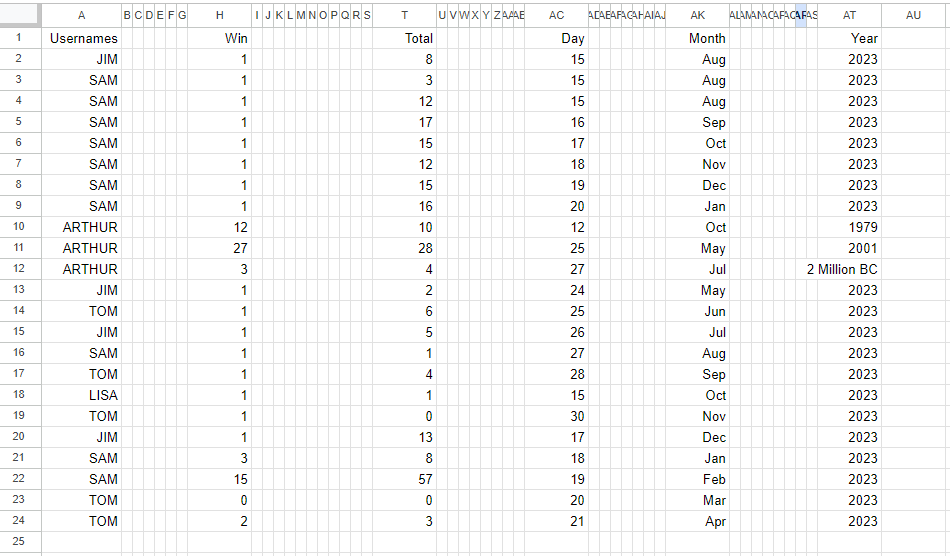 A B C D E F G H I J K L M N O P Q R S T U V W X Y Z AC AK AT AU
1 Usernames Win Total Day Month Year
2 JIM 1 8 15 Aug 2023
3 SAM 1 3 15 Aug 2023
4 SAM 1 12 15 Aug 2023
5 SAM 1 17 16 Sep 2023
6 SAM 1 15 17 Oct 2023
7 SAM 1 12 18 Nov 2023
8 SAM 1 15 19 Dec 2023
9 SAM 1 16 20 Jan 2023
10 ARTHUR 12 10 12 Oct 1979
11 ARTHUR 27 28 25 May 2001
12 ARTHUR 3 4 27 Jul 2 Million BC
13 JIM 1 2 24 May 2023
14 TOM 1 6 25 Jun 2023
15 JIM 1 5 26 Jul 2023
16 SAM 1 1 27 Aug 2023
17 TOM 1 4 28 Sep 2023
18 LISA 1 1 15 Oct 2023
19 TOM 1 0 30 Nov 2023
20 JIM 1 13 17 Dec 2023
21 SAM 3 8 18 Jan 2023
22 SAM 15 57 19 Feb 2023
23 TOM 0 0 20 Mar 2023
24 TOM 2 3 21 Apr 2023
25